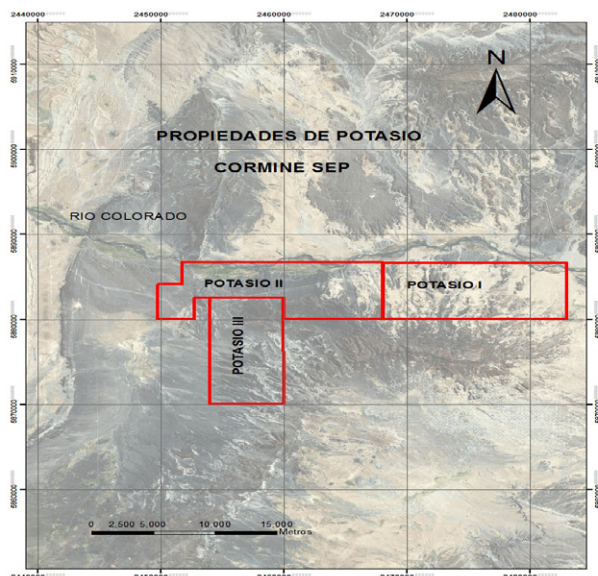 2440000 2450000 2460000 2470000 2480000
N
PROPIEDADES DE POTASIO
CORMINE SEP
RIO COLORADO
POTASIO II
POTASIO I
POTASIO III
0 2.500 5.000 10.000 15.000
Metros